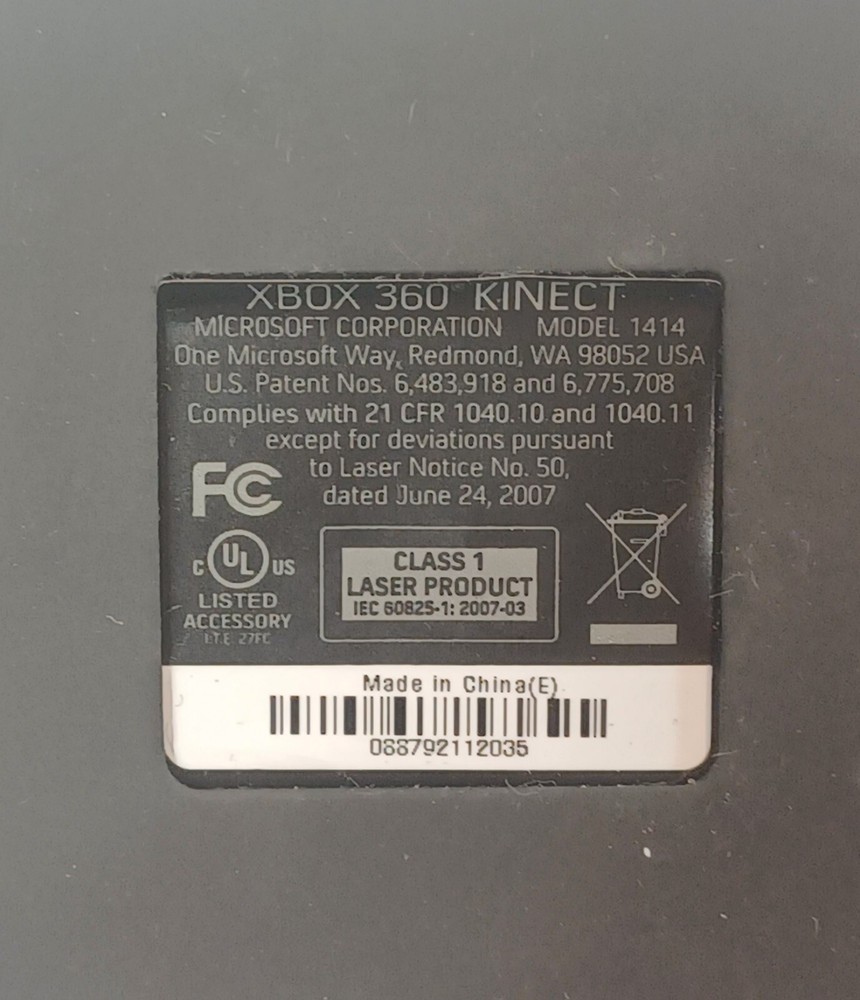 XBOX 360 KINECT
MICROSOFT CORPORATION MODEL 1414
One Microsoft Way, Redmond, WA 98052 USA
U.S. Patent Nos. 6,483,918 and 6,775,708
Complies with 21 CFR 1040.10 and 1040.11
except for deviations pursuant
to Laser Notice No. 50,
dated June 24, 2007
FC
C UL US
LISTED
ACCESSORY
I.T.E. 27FC
CLASS 1
LASER PRODUCT
IEC 60825-1: 2007-03
Made in China(E)
088792112035